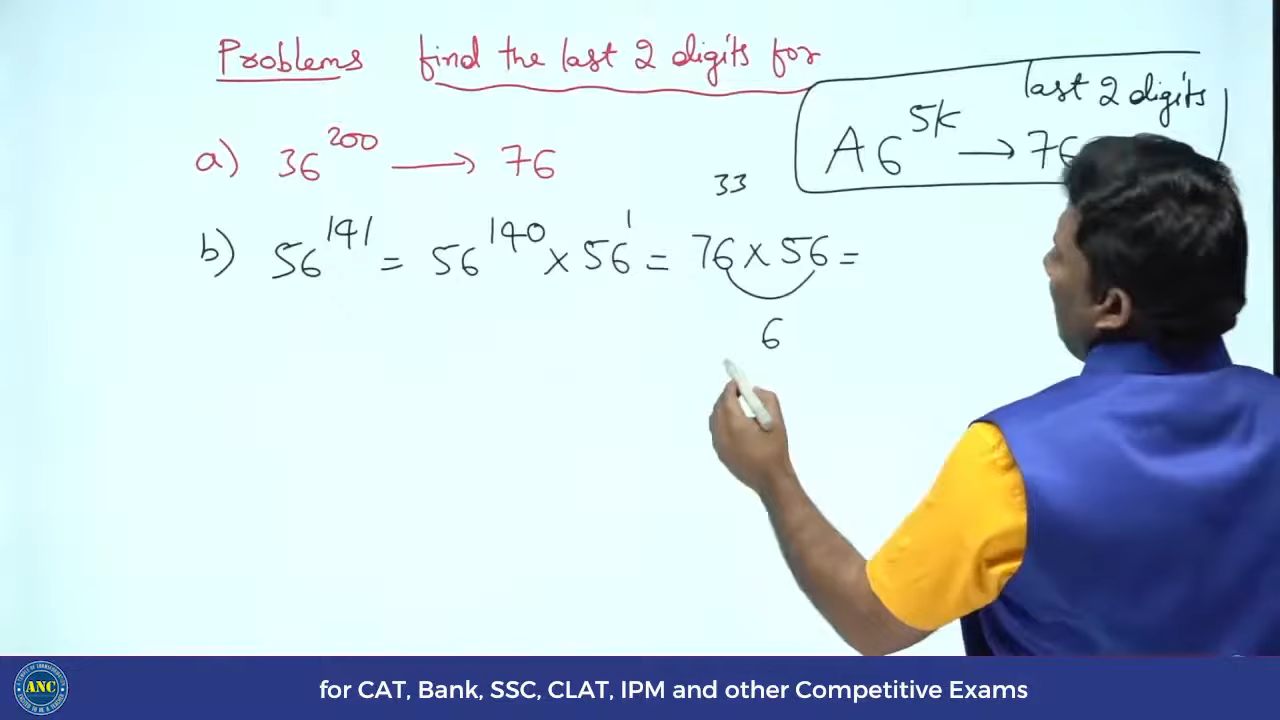 Problems find the last 2 digits for
last 2 digits
A6^5k → 76
a) 36^200 → 76
33
b) 56^141 = 56^140 × 56^1 = 76 × 56 =
6
ANC
for CAT, Bank, SSC, CLAT, IPM and other Competitive Exams